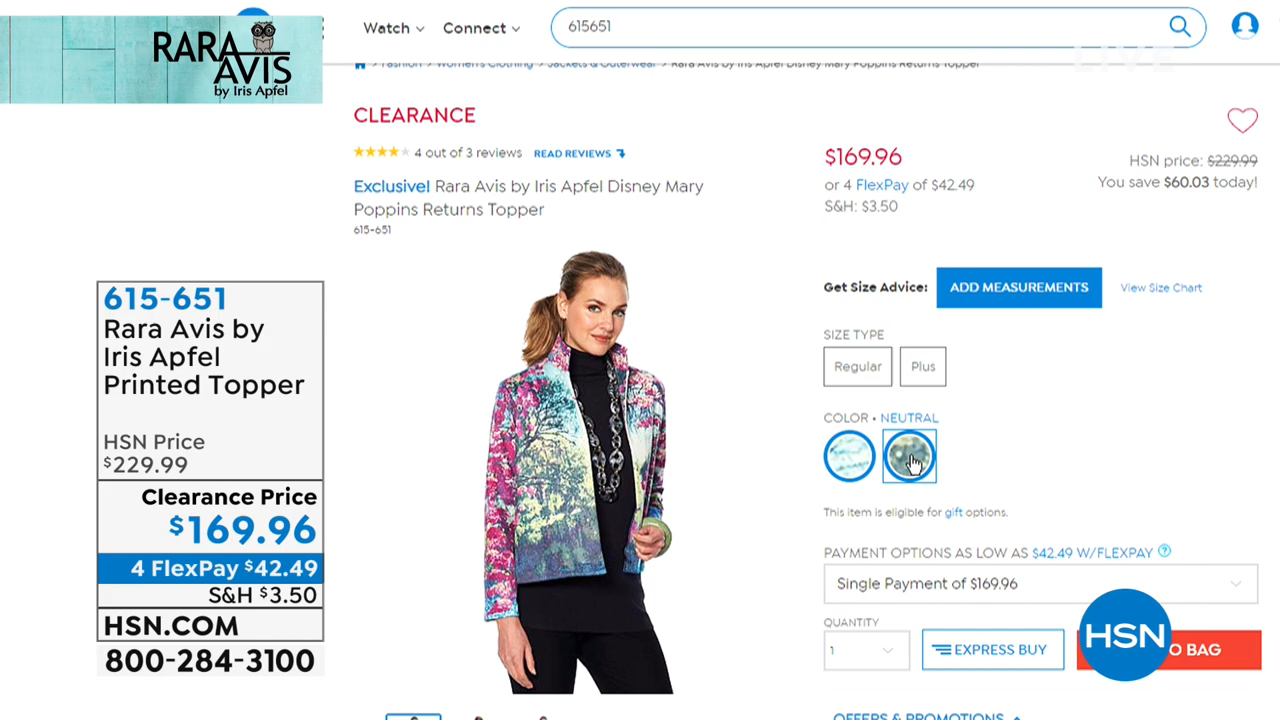 RARA
AVIS
by Iris Apfel
Watch
Connect
615651
LIVE
Fashion > Women's Clothing > Jackets & Outerwear > Rara Avis by Iris Apfel Disney Mary Poppins Returns Topper
CLEARANCE
4 out of 3 reviews READ REVIEWS
Exclusive! Rara Avis by Iris Apfel Disney Mary
Poppins Returns Topper
615-651
$169.96
HSN price: $229.99
or 4 FlexPay of $42.49
You save $60.03 today!
S&H: $3.50
Get Size Advice: ADD MEASUREMENTS View Size Chart
SIZE TYPE
Regular Plus
COLOR • NEUTRAL
This item is eligible for gift options.
PAYMENT OPTIONS AS LOW AS $42.49 W/FLEXPAY ?
Single Payment of $169.96
QUANTITY
1
EXPRESS BUY
O BAG
HSN
OFFERS & PROMOTIONS
615-651
Rara Avis by
Iris Apfel
Printed Topper
HSN Price
$229.99
Clearance Price
$169.96
4 FlexPay $42.49
S&H $3.50
HSN.COM
800-284-3100